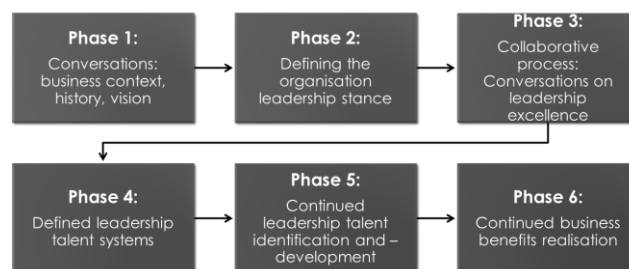 Phase 1:
Conversations:
business context,
history, vision
Phase 2:
Defining the
organisation
leadership stance
Phase 3:
Collaborative
process:
Conversations on
leadership
excellence
Phase 4:
Defined leadership
talent systems
Phase 5:
Continued
leadership talent
identification and –
development
Phase 6:
Continued business
benefits realisation